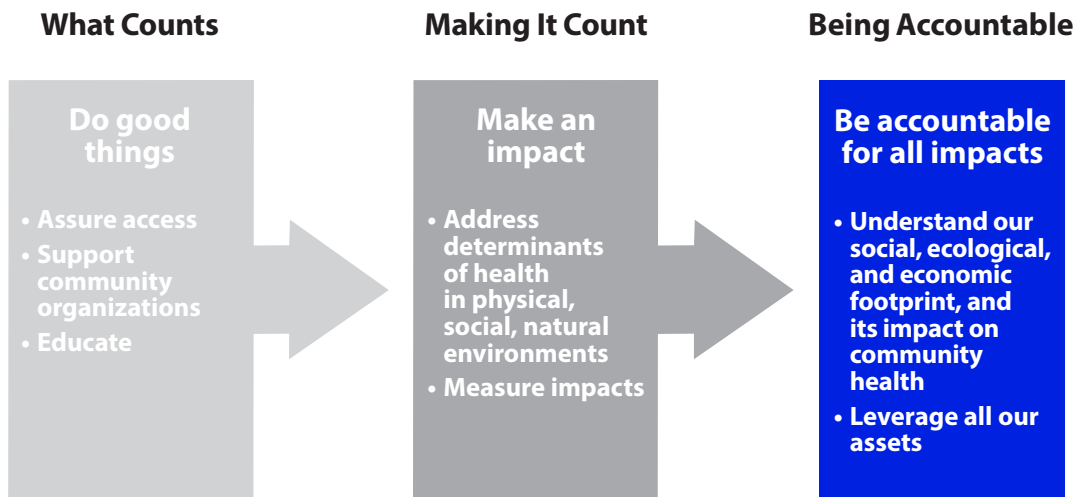 What Counts
Do good
things
• Assure access
• Support
community
organizations
• Educate
Making It Count
Make an
impact
• Address
determinants
of health
in physical,
social, natural
environments
• Measure impacts
Being Accountable
Be accountable
for all impacts
• Understand our
social, ecological,
and economic
footprint, and
its impact on
community
health
• Leverage all our
assets